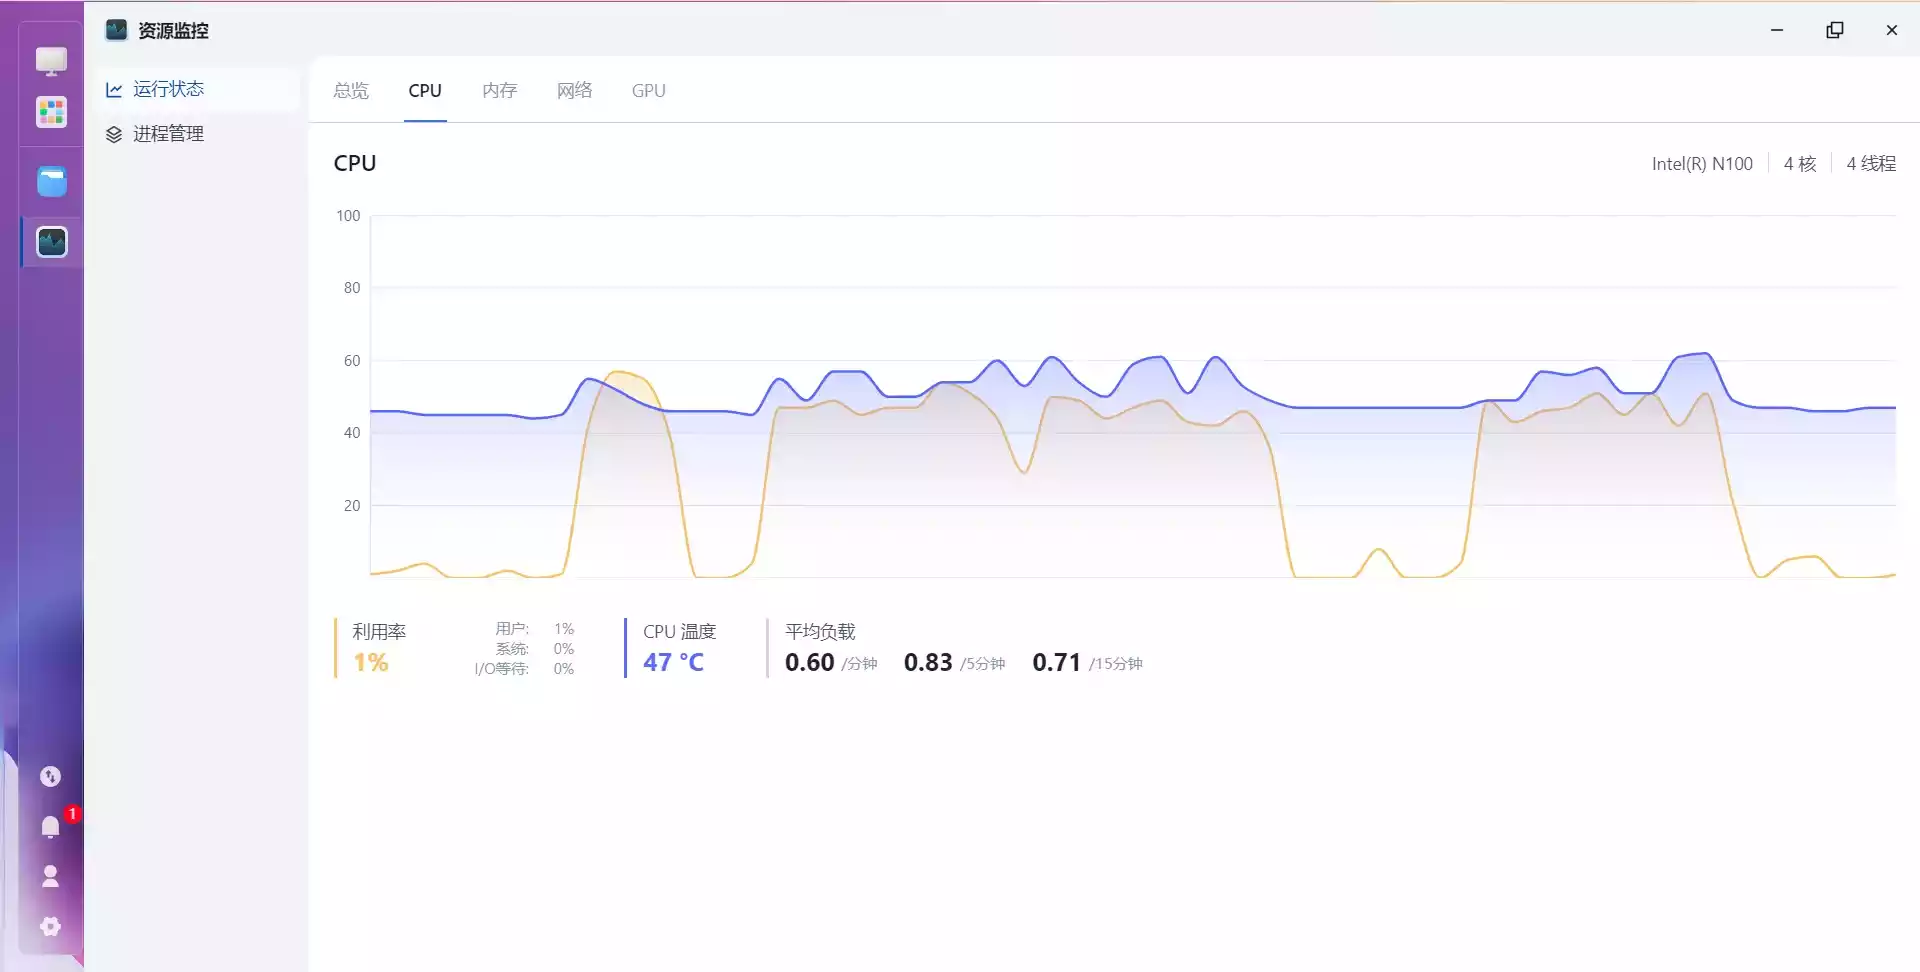 资源监控
运行状态
进程管理
总览 CPU 内存 网络 GPU
CPU
Intel(R) N100 4 核 4 线程
100
80
60
40
20
利用率
1%
用户: 1%
系统: 0%
I/O等待: 0%
CPU 温度
47 °C
平均负载
0.60 /分钟 0.83 /5分钟 0.71 /15分钟
1